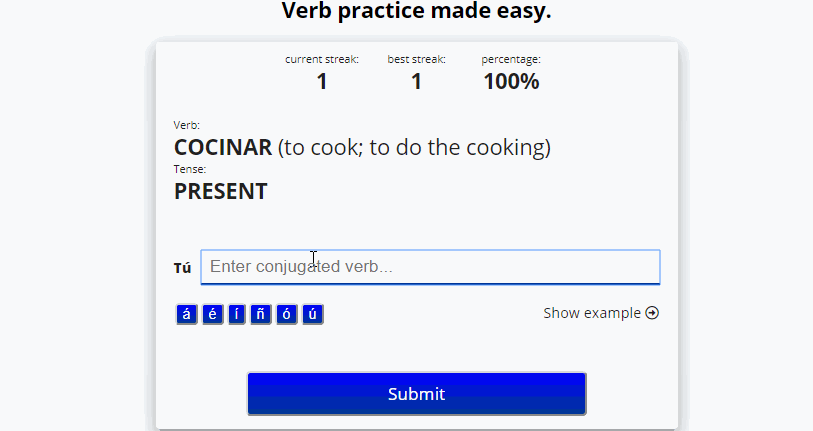 Verb practice made easy.
current streak: best streak: percentage:
1 1 100%
Verb:
COCINAR (to cook; to do the cooking)
Tense:
PRESENT
Tú Enter conjugated verb...
á é í ñ ó ú Show example
Submit